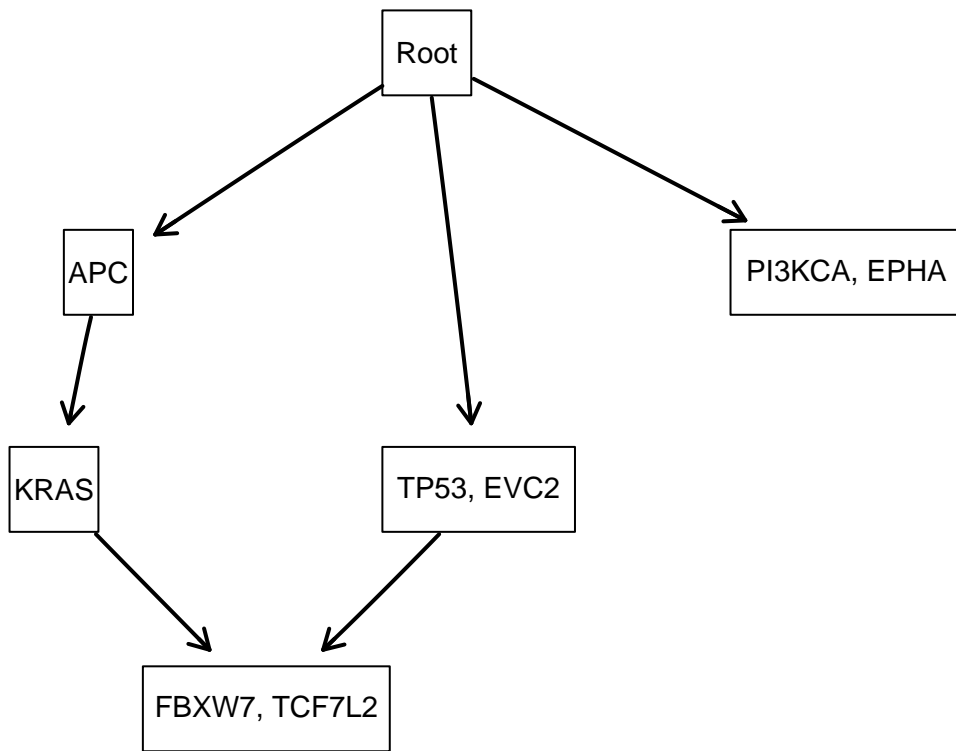 Root
APC
PI3KCA, EPHA
KRAS
TP53, EVC2
FBXW7, TCF7L2